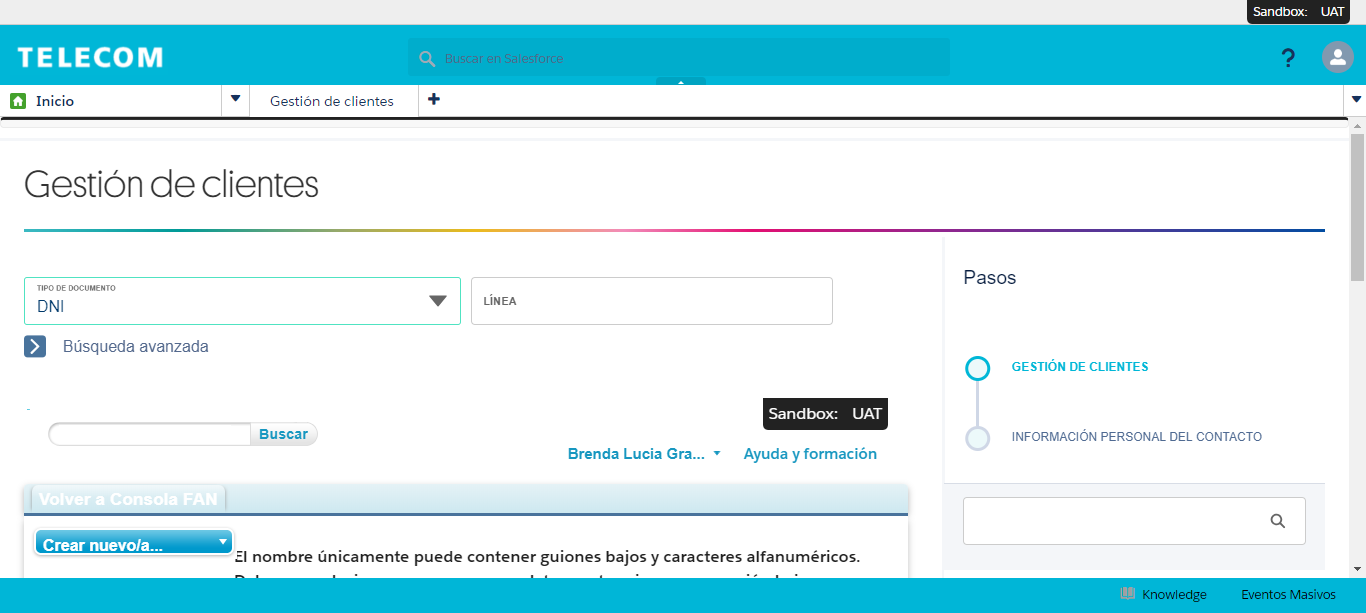 Sandbox: UAT
TELECOM
Buscar en Salesforce
?
Inicio
Gestión de clientes
Gestión de clientes
TIPO DE DOCUMENTO
DNI
LÍNEA
Búsqueda avanzada
Pasos
GESTIÓN DE CLIENTES
INFORMACIÓN PERSONAL DEL CONTACTO
Sandbox: UAT
Buscar
Brenda Lucia Gra...
Ayuda y formación
Volver a Consola FAN
Crear nuevo/a...
El nombre únicamente puede contener guiones bajos y caracteres alfanuméricos.
Knowledge
Eventos Masivos